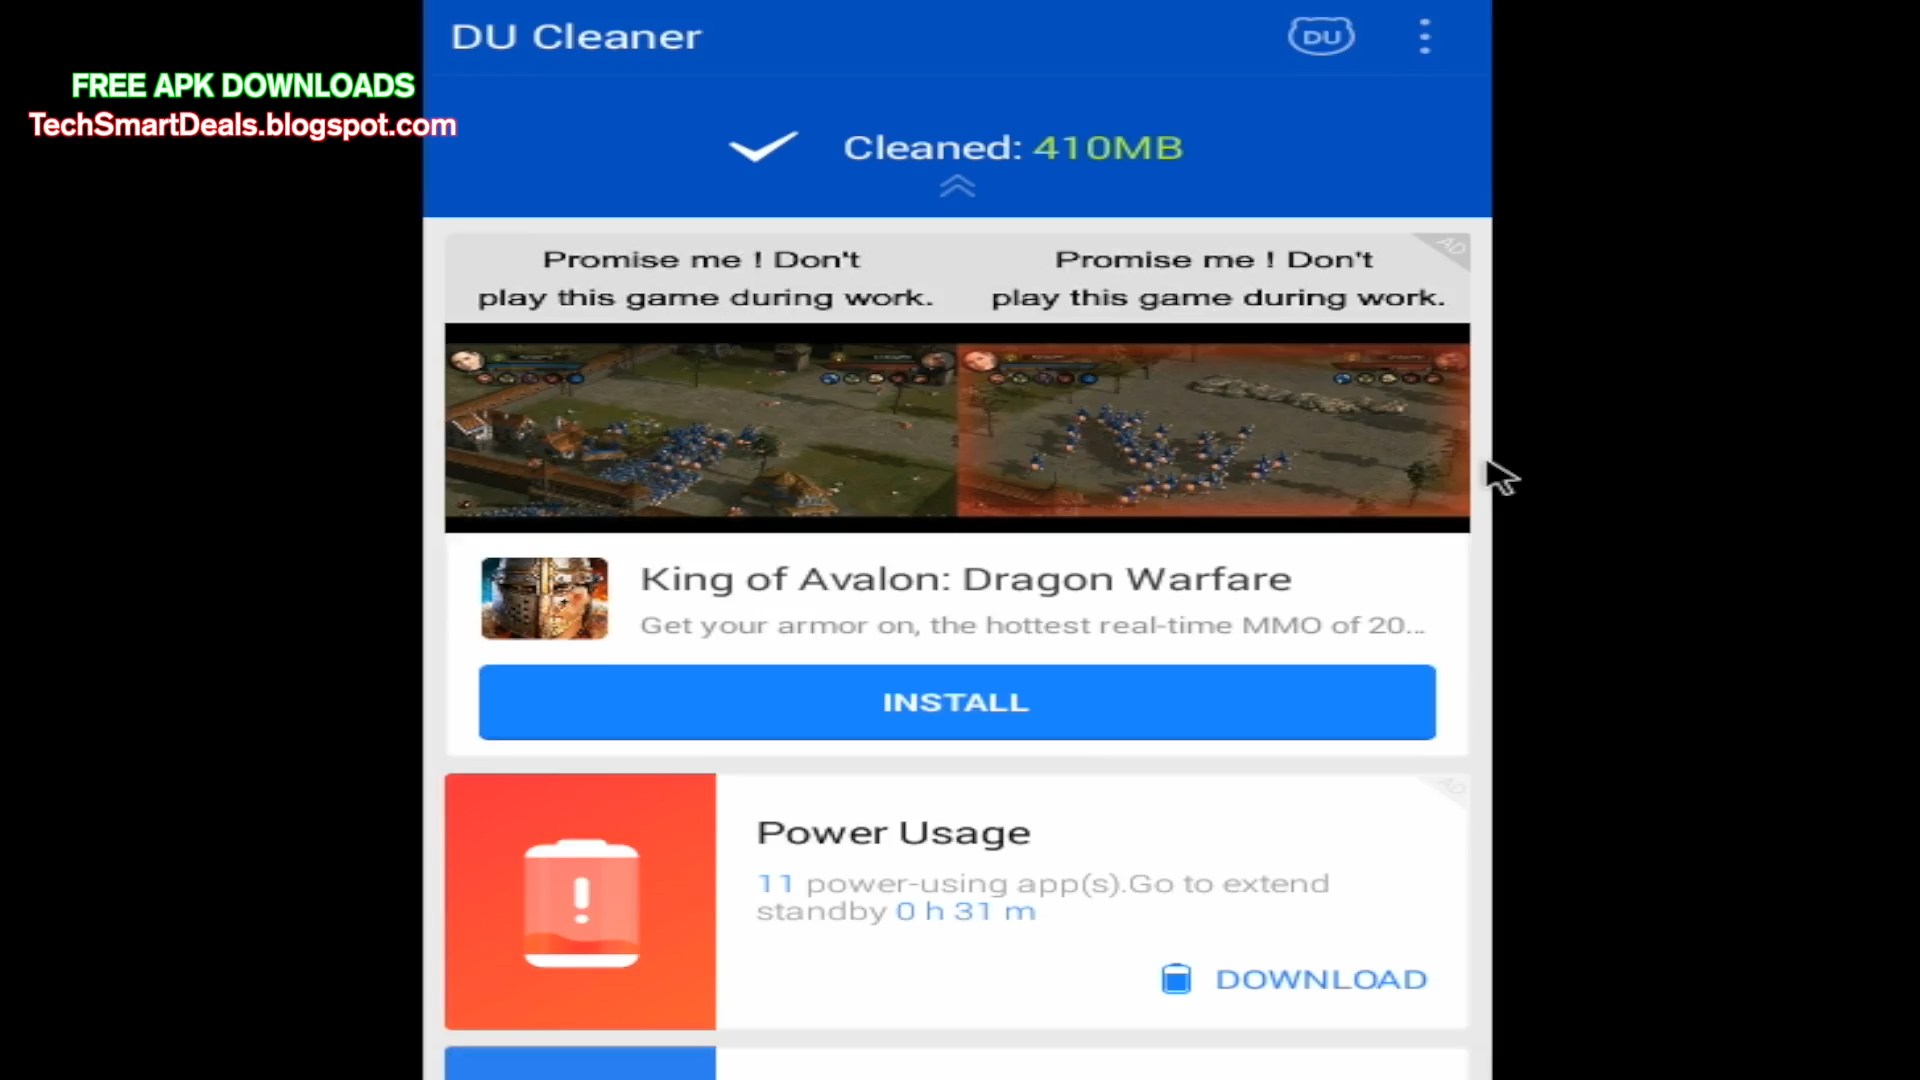 DU Cleaner
DU
FREE APK DOWNLOADS
TechSmartDeals.blogspot.com
Cleaned: 410MB
Promise me ! Don't
play this game during work.
Promise me ! Don't
play this game during work.
AD
King of Avalon: Dragon Warfare
Get your armor on, the hottest real-time MMO of 20...
INSTALL
AD
Power Usage
11 power-using app(s).Go to extend
standby 0 h 31 m
DOWNLOAD